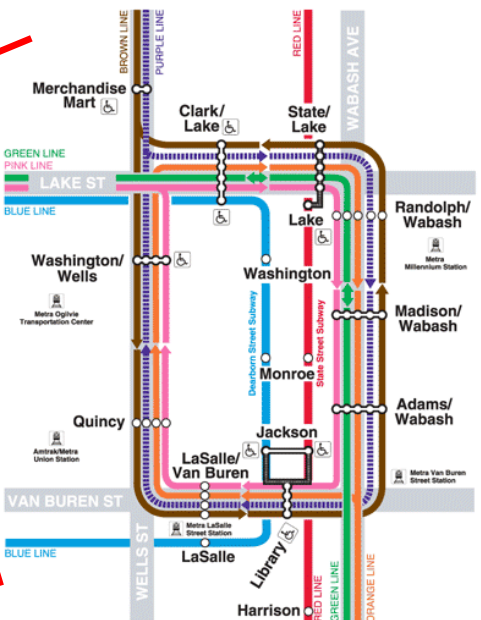 BROWN LINE
PURPLE LINE
RED LINE
WABASH AVE
Merchandise
Mart
Clark/
Lake
State/
Lake
GREEN LINE
PINK LINE
LAKE ST
BLUE LINE
Lake
Randolph/
Wabash
Metra
Millennium Station
Washington/
Wells
Washington
Metra Ogilvie
Transportation Center
Dearborn Street Subway
State Street Subway
Madison/
Wabash
Monroe
Quincy
Adams/
Wabash
Jackson
Amtrak/Metra
Union Station
LaSalle/
Van Buren
Metra Van Buren
Street Station
VAN BUREN ST
Metra LaSalle
Street Station
WELLS ST
BLUE LINE
LaSalle
Library
Harrison
RED LINE
GREEN LINE
ORANGE LINE